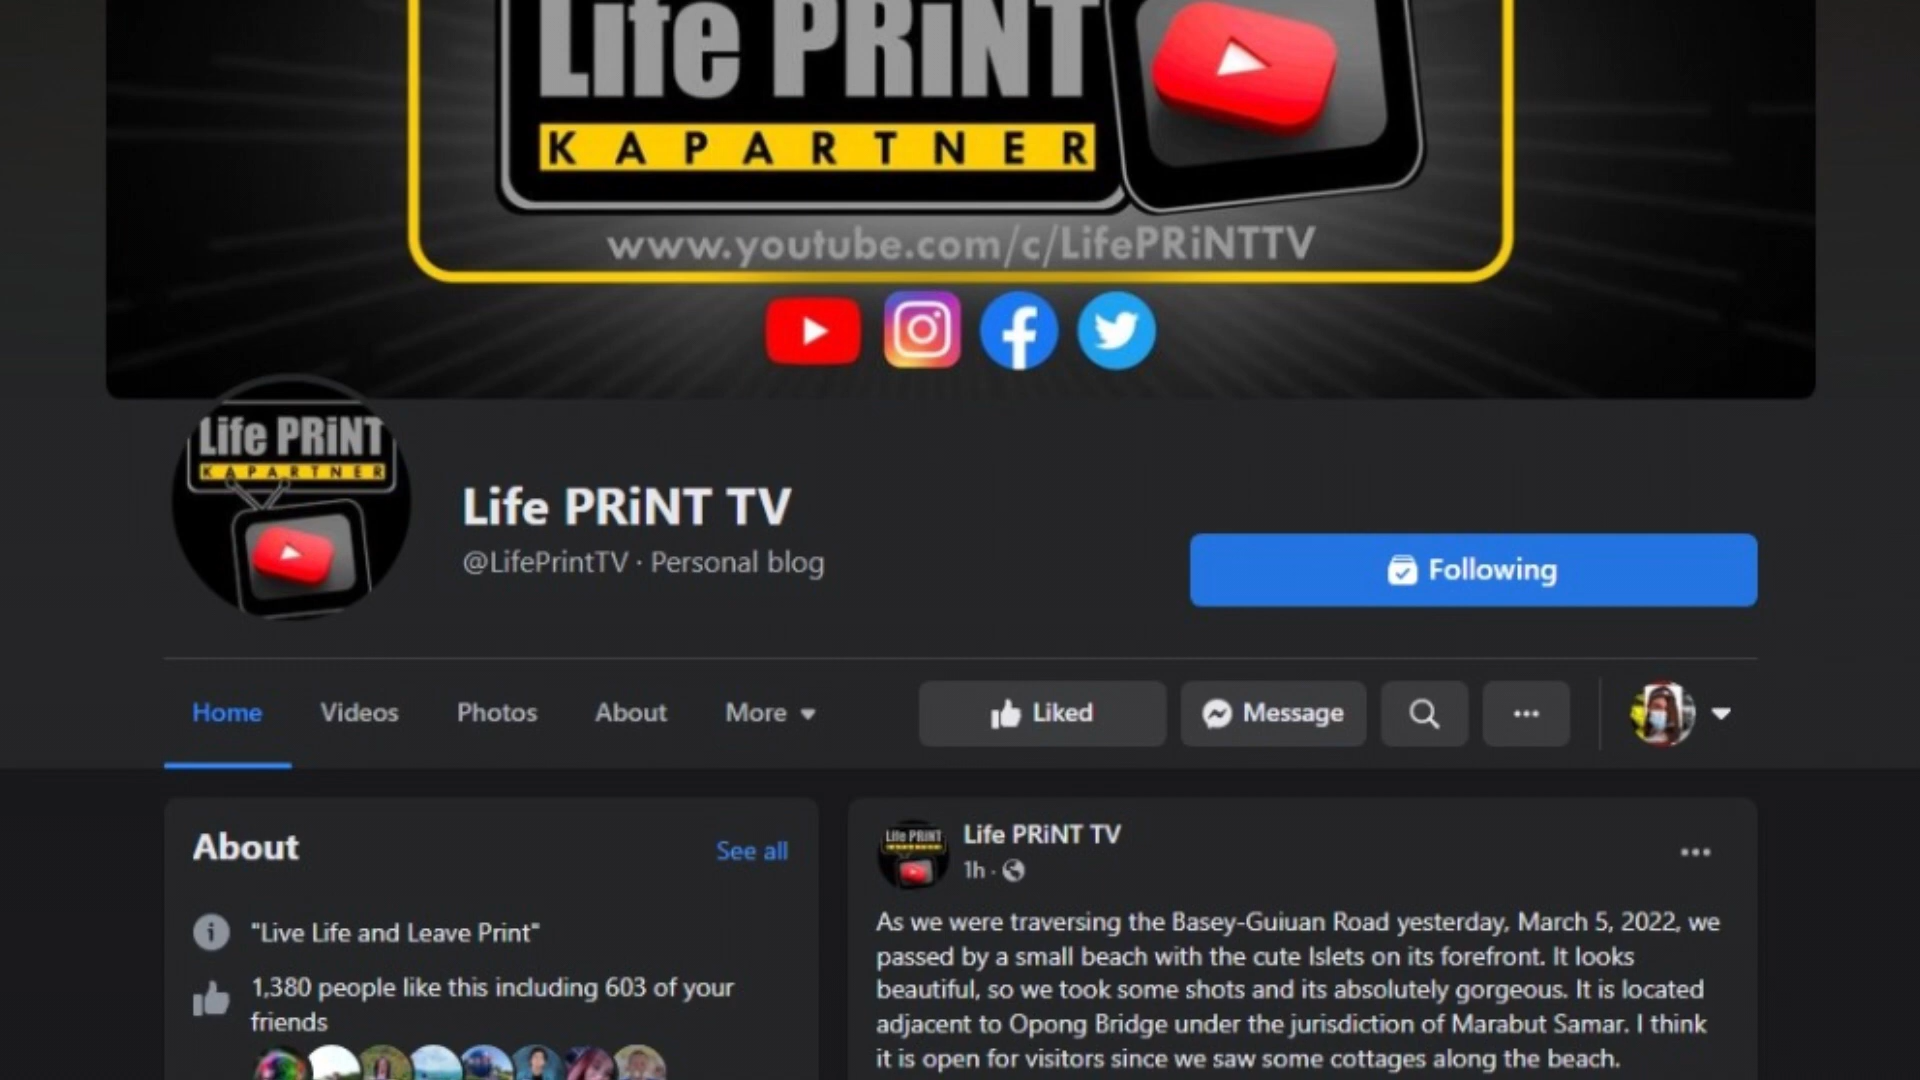 Life PRiNT
KAPARTNER
www.youtube.com/c/LifePRiNTTV
Life PRiNT
KAPARTNER
Life PRiNT TV
@LifePrintTV · Personal blog
Following
Home Videos Photos About More Liked Message
About See all
"Live Life and Leave Print"
1,380 people like this including 603 of your
friends
Life PRiNT
Life PRiNT TV
1h ·
As we were traversing the Basey-Guiuan Road yesterday, March 5, 2022, we
passed by a small beach with the cute Islets on its forefront. It looks
beautiful, so we took some shots and its absolutely gorgeous. It is located
adjacent to Opong Bridge under the jurisdiction of Marabut Samar. I think
it is open for visitors since we saw some cottages along the beach.